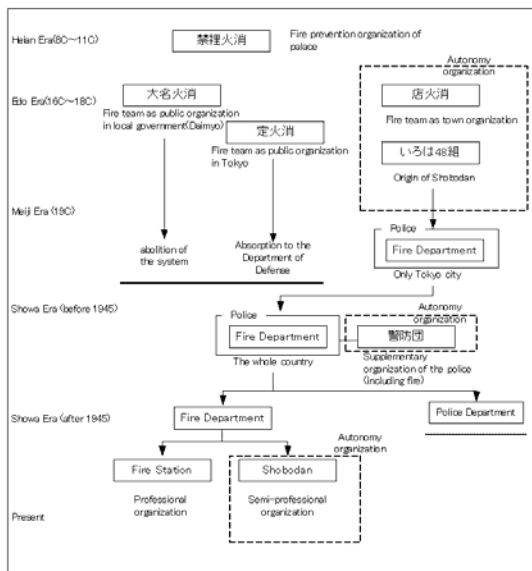 Heian Era(8C~11C)
禁裡火消
Fire prevention organization of
palace
Autonomy
organization
Edo Era(16C~18C)
大名火消
Fire team as public organization
in local government(Daimyo)
定火消
Fire team as public organization
in Tokyo
店火消
Fire team as town organization
いろは48組
Origin of Shobodan
Meiji Era (19C)
abolition of
the system
Absorption to the
Department of
Defense
Police
Fire Department
Only Tokyo city
Showa Era (before 1945)
Police
Fire Department
The whole country
Autonomy
organization
警防団
Supplementary
organization of the police
(including fire)
Showa Era (after 1945)
Fire Department
Police Department
Autonomy
organization
Fire Station
Shobodan
Professional
organization
Semi-professional
organization
Present